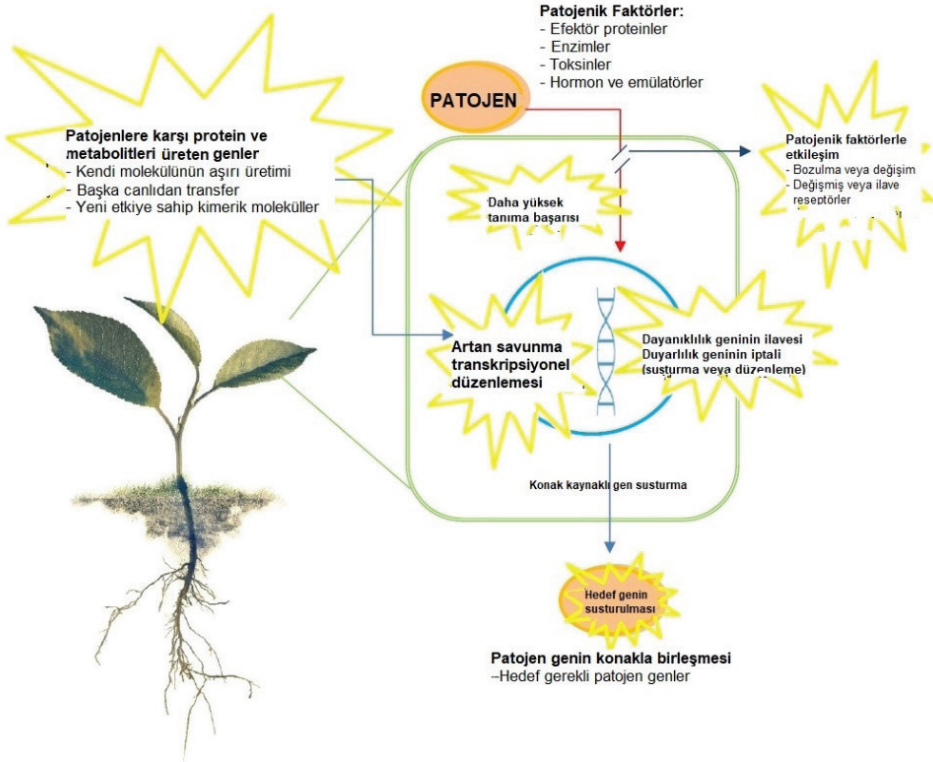 Patojenik Faktörler:
- Efektör proteinler
- Enzimler
- Toksinler
- Hormon ve emülatörler
PATOJEN
Patojenlere karşı protein ve
metabolitleri üreten genler
- Kendi molekülünün aşırı üretimi
- Başka canlıdan transfer
- Yeni etkiye sahip kimerik moleküller
Patojenik faktörlerle
etkileşim
- Bozulma veya değişim
- Değişmiş veya ilave
reseptörler
Daha yüksek
tanıma başarısı
Artan savunma
transkripsiyonel
düzenlemesi
Dayanıklılık geninin ilavesi
Duyarlılık geninin iptali
(susturma veya düzenleme)
Konak kaynaklı gen susturma
Hedef genin
susturulması
Patojen genin konakla birleşmesi
–Hedef gerekli patojen genler